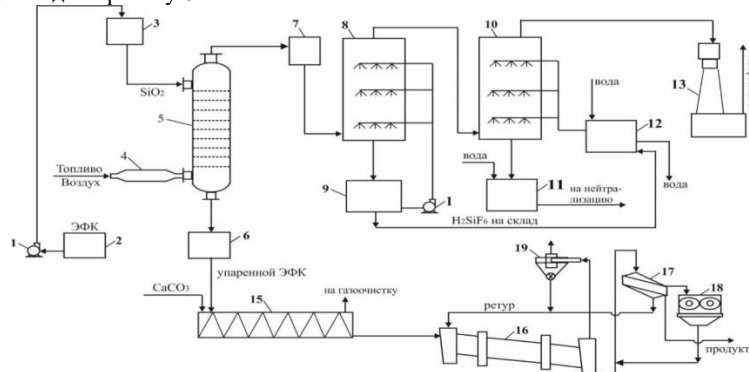 3
7
8
10
SiO₂
5
13
вода
12
Топливо
Воздух
4
вода
9
1
11
на нейтра-
лизацию
вода
H₂SiF₆ на склад
ЭФК
1
2
6
упаренной ЭФК
19
17
18
CaCO₃
на газоочистку
15
ретур
16
продукт